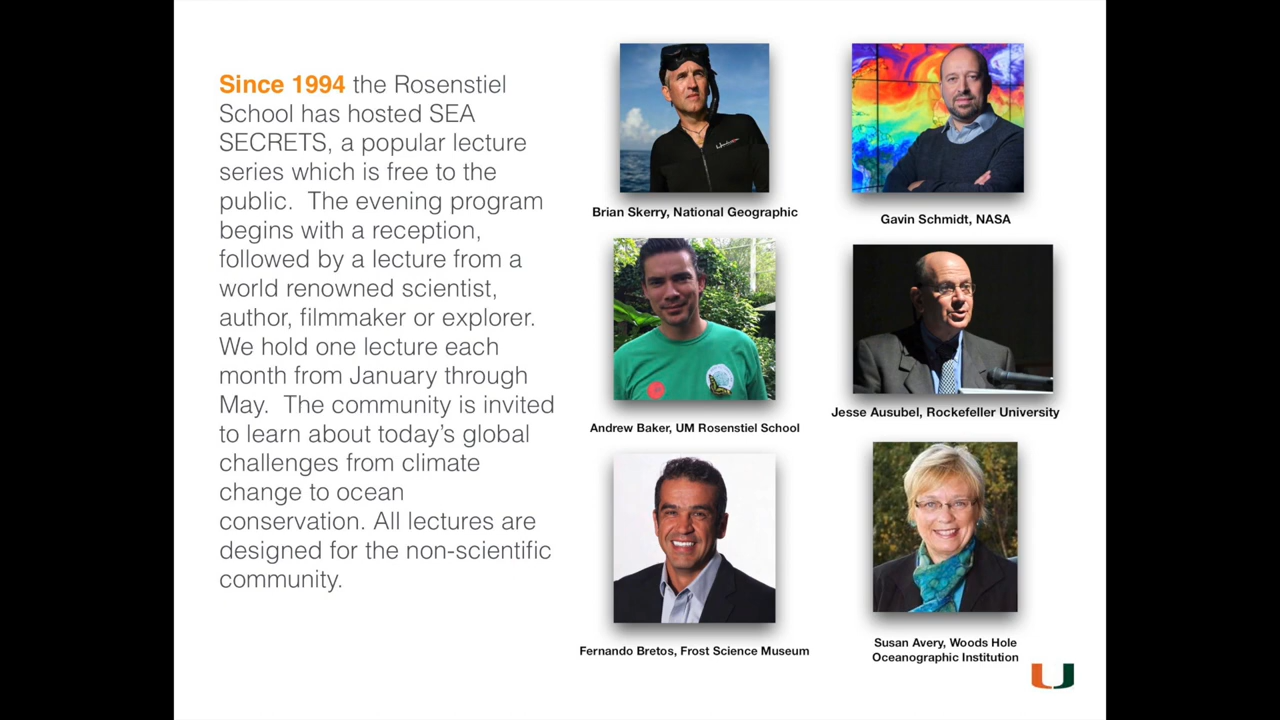 Since 1994 the Rosenstiel
School has hosted SEA
SECRETS, a popular lecture
series which is free to the
public.  The evening program
begins with a reception,
followed by a lecture from a
world renowned scientist,
author, filmmaker or explorer.
We hold one lecture each
month from January through
May.  The community is invited
to learn about today's global
challenges from climate
change to ocean
conservation. All lectures are
designed for the non-scientific
community.
Brian Skerry, National Geographic
Gavin Schmidt, NASA
Andrew Baker, UM Rosenstiel School
Jesse Ausubel, Rockefeller University
Fernando Bretos, Frost Science Museum
Susan Avery, Woods Hole
Oceanographic Institution
U